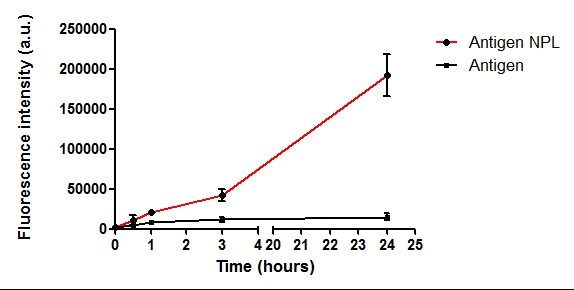 Fluorescence intensity (a.u.)
250000
200000
150000
100000
50000
0
0 1 2 3 4 20 21 22 23 24 25
Time (hours)
Antigen NPL
Antigen